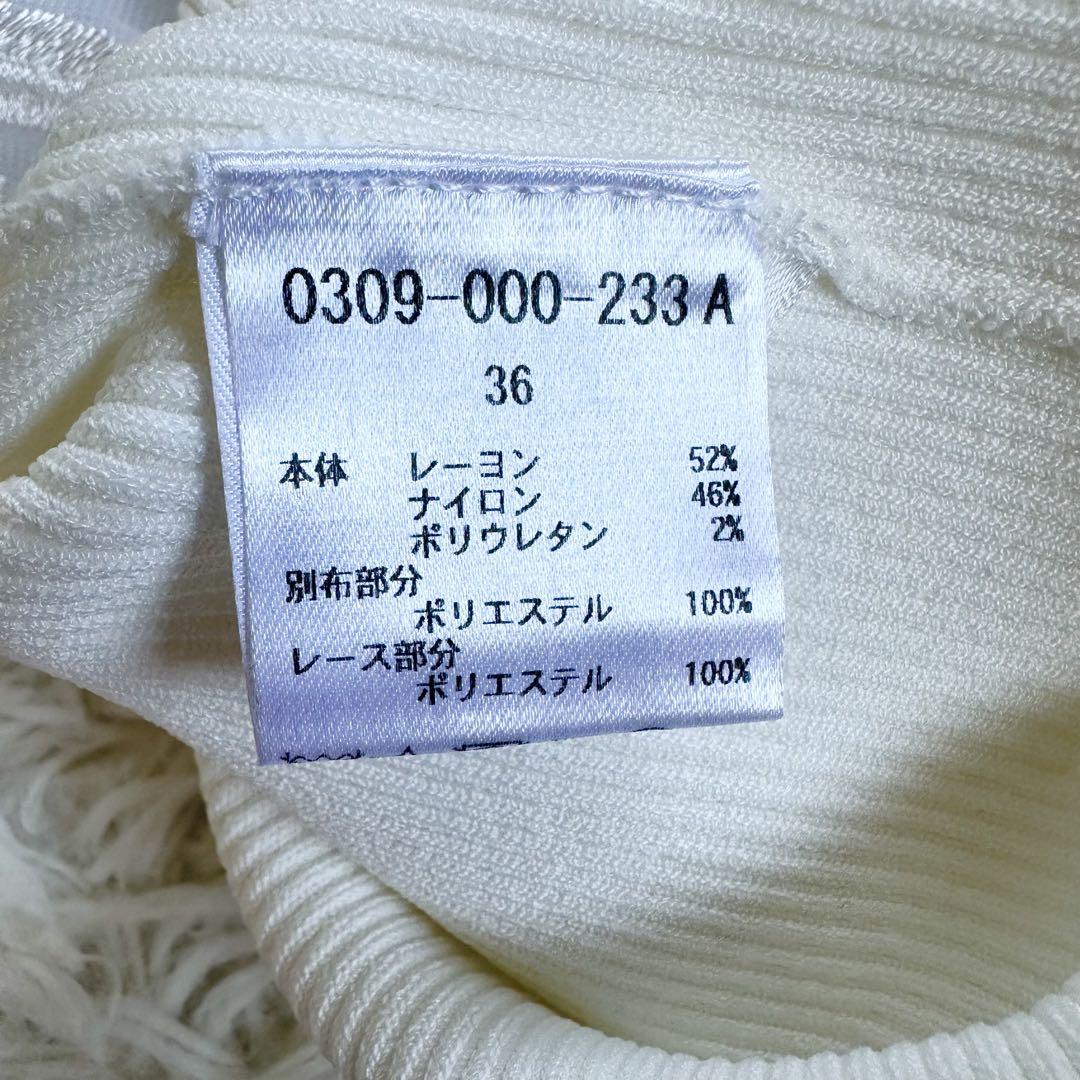 0309-000-233 A
36
本体 レーヨン 52%
ナイロン 46%
ポリウレタン 2%
別布部分
ポリエステル 100%
レース部分
ポリエステル 100%